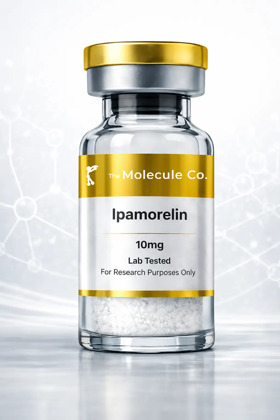 The Molecule Co.
Ipamorelin
10mg
Lab Tested
For Research Purposes Only